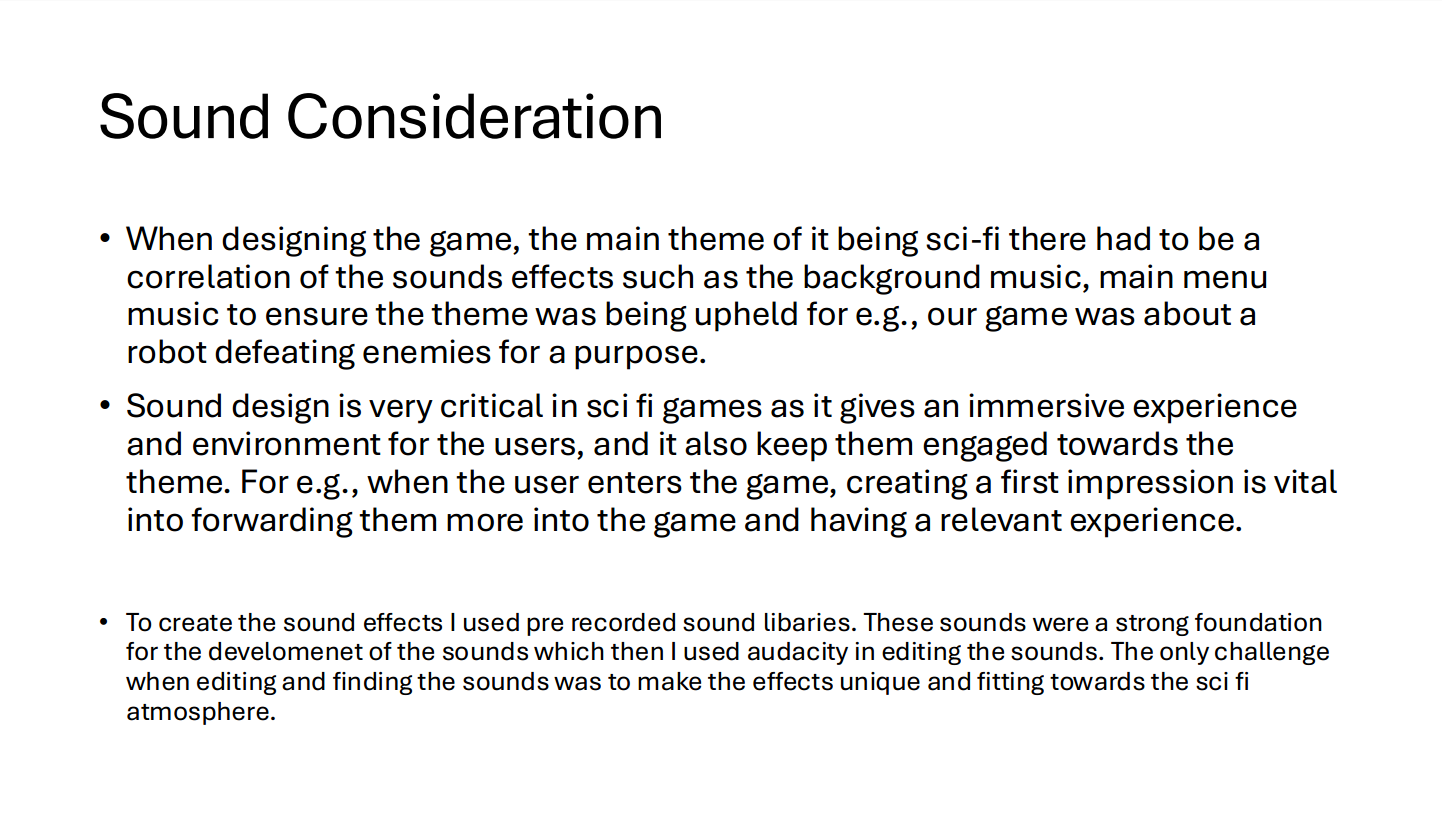 Sound Consideration
• When designing the game, the main theme of it being sci-fi there had to be a
correlation of the sounds effects such as the background music, main menu
music to ensure the theme was being upheld for e.g., our game was about a
robot defeating enemies for a purpose.
• Sound design is very critical in sci fi games as it gives an immersive experience
and environment for the users, and it also keep them engaged towards the
theme. For e.g., when the user enters the game, creating a first impression is vital
into forwarding them more into the game and having a relevant experience.
• To create the sound effects I used pre recorded sound libaries. These sounds were a strong foundation
for the develomenet of the sounds which then I used audacity in editing the sounds. The only challenge
when editing and finding the sounds was to make the effects unique and fitting towards the sci fi
atmosphere.